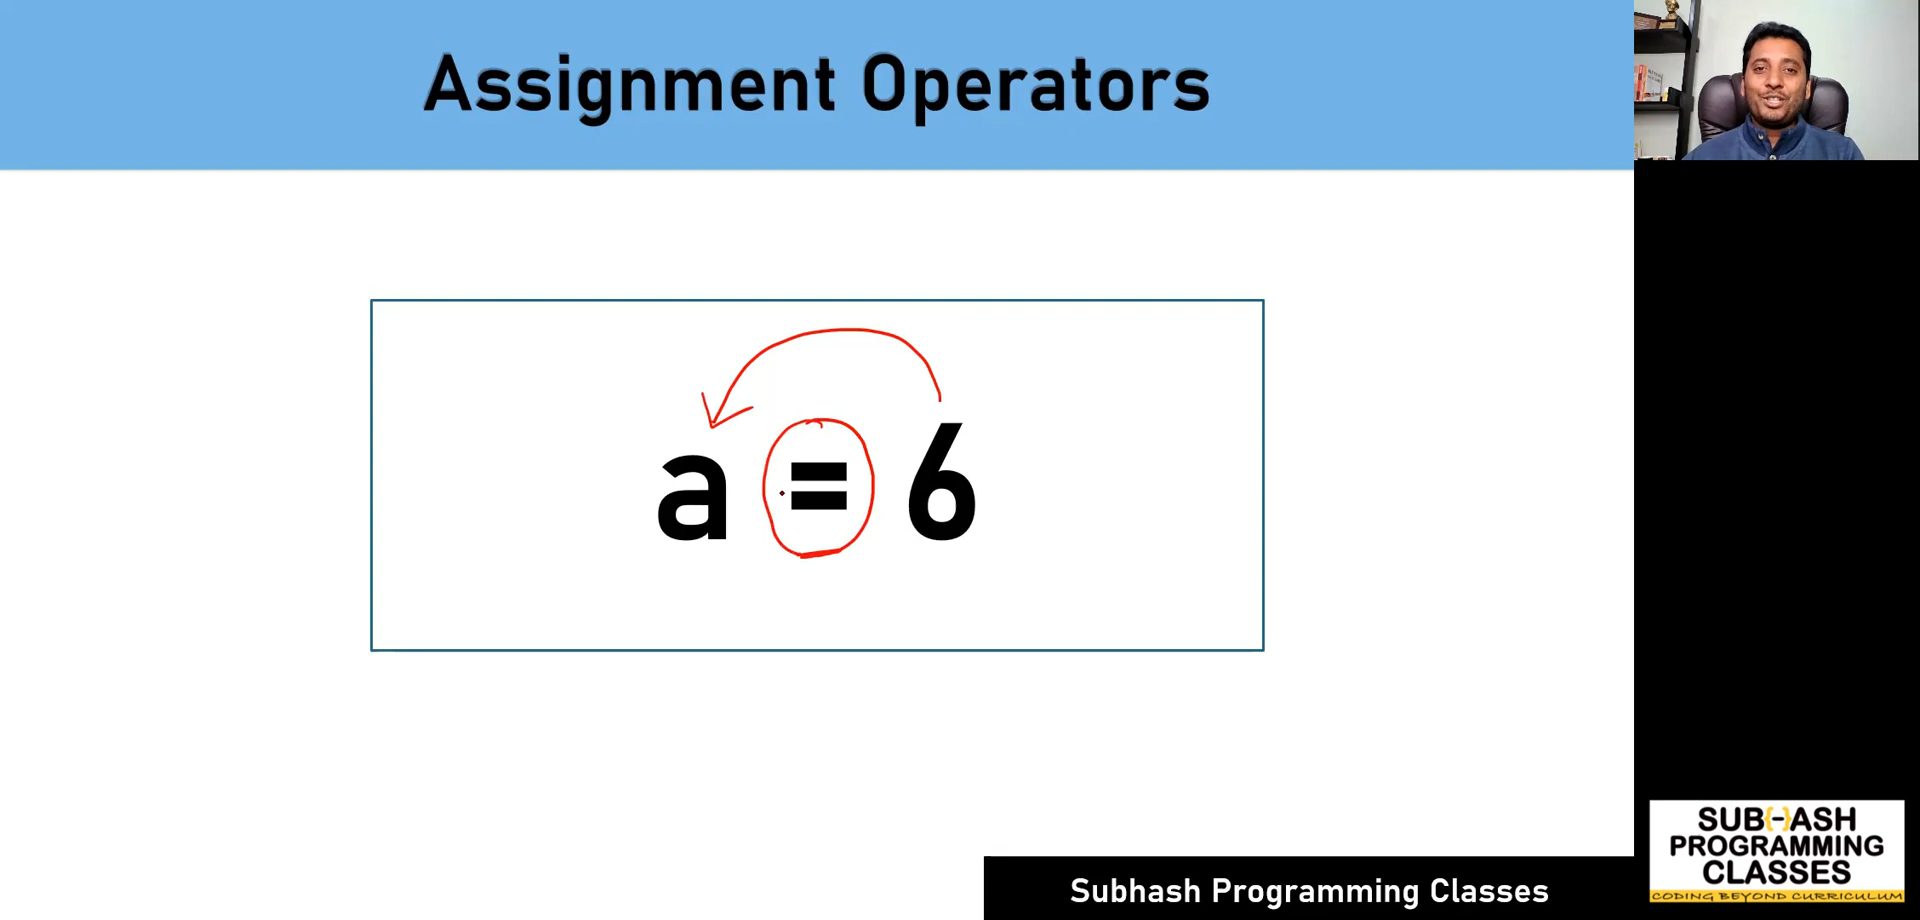 Assignment Operators
a = 6
Subhash Programming Classes
SUB{-}ASH
PROGRAMMING
CLASSES
CODING BEYOND CURRICULUM